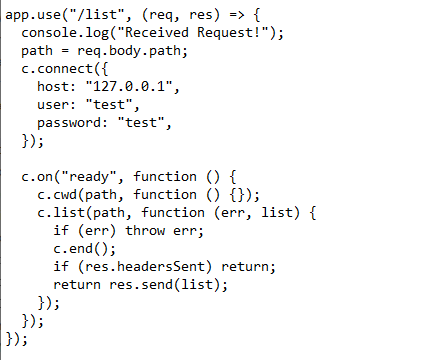 app.use("/list", (req, res) => {
  console.log("Received Request!");
  path = req.body.path;
  c.connect({
    host: "127.0.0.1",
    user: "test",
    password: "test",
  });

  c.on("ready", function () {
    c.cwd(path, function () {});
    c.list(path, function (err, list) {
      if (err) throw err;
      c.end();
      if (res.headersSent) return;
      return res.send(list);
    });
  });
});